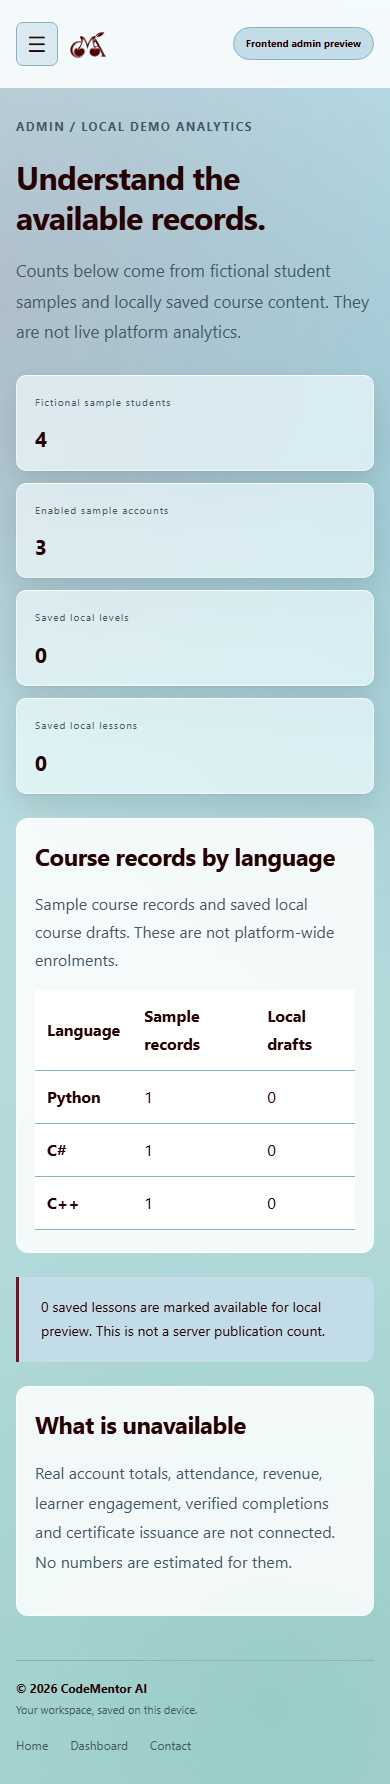 Frontend admin preview
ADMIN / LOCAL DEMO ANALYTICS
Understand the
available records.
Counts below come from fictional student
samples and locally saved course content. They
are not live platform analytics.
Fictional sample students
4
Enabled sample accounts
3
Saved local levels
0
Saved local lessons
0
Course records by language
Sample course records and saved local
course drafts. These are not platform-wide
enrolments.
Language Sample records Local drafts
Python 1 0
C# 1 0
C++ 1 0
0 saved lessons are marked available for local
preview. This is not a server publication count.
What is unavailable
Real account totals, attendance, revenue,
learner engagement, verified completions
and certificate issuance are not connected.
No numbers are estimated for them.
© 2026 CodeMentor AI
Your workspace, saved on this device.
Home Dashboard Contact